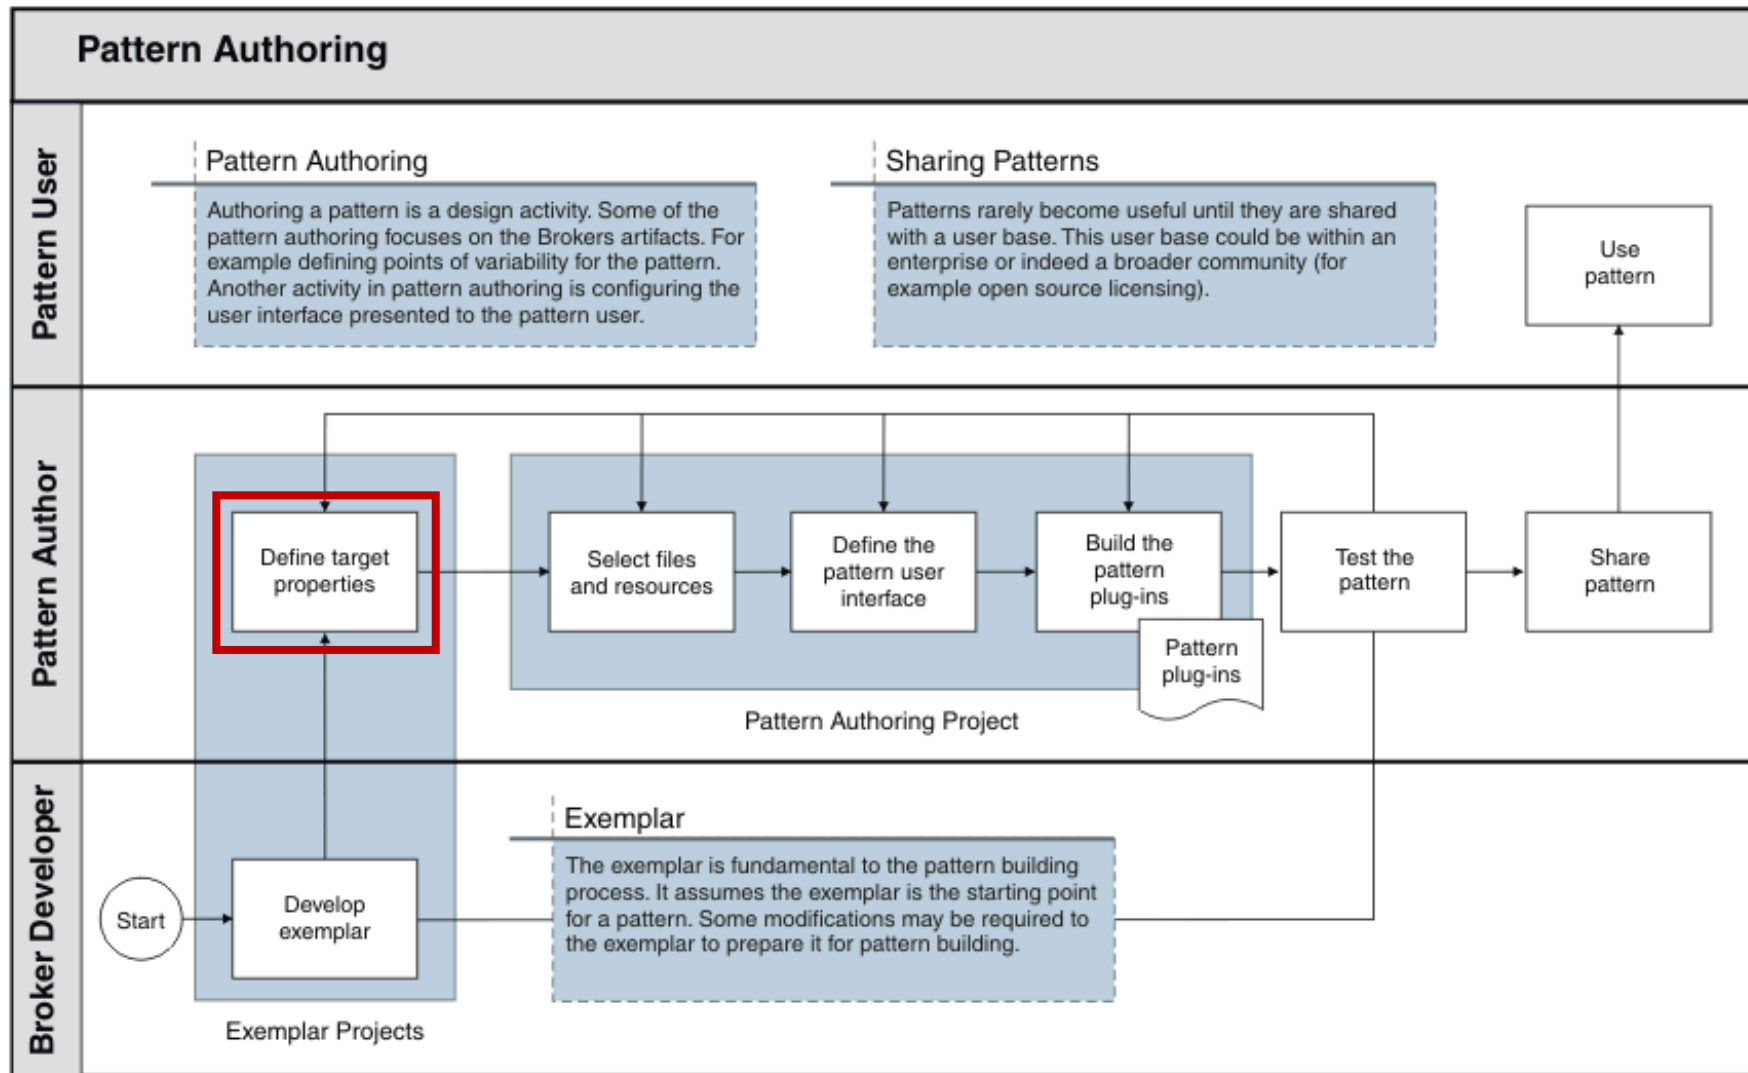 Pattern Authoring
Pattern User
Pattern Authoring
Authoring a pattern is a design activity. Some of the
pattern authoring focuses on the Brokers artifacts. For
example defining points of variability for the pattern.
Another activity in pattern authoring is configuring the
user interface presented to the pattern user.
Sharing Patterns
Patterns rarely become useful until they are shared
with a user base. This user base could be within an
enterprise or indeed a broader community (for
example open source licensing).
Use
pattern
Pattern Author
Define target
properties
Select files
and resources
Define the
pattern user
interface
Build the
pattern
plug-ins
Pattern
plug-ins
Test the
pattern
Share
pattern
Pattern Authoring Project
Broker Developer
Start
Develop
exemplar
Exemplar Projects
Exemplar
The exemplar is fundamental to the pattern building
process. It assumes the exemplar is the starting point
for a pattern. Some modifications may be required to
the exemplar to prepare it for pattern building.